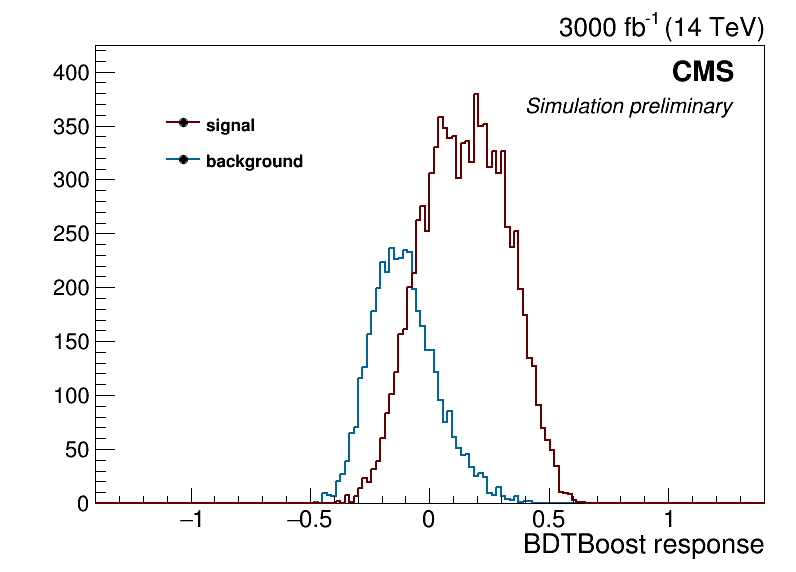 3000 fb-1 (14 TeV)
CMS
Simulation preliminary
signal
background
400
350
300
250
200
150
100
50
0
−1
−0.5
0
0.5
1
BDTBoost response